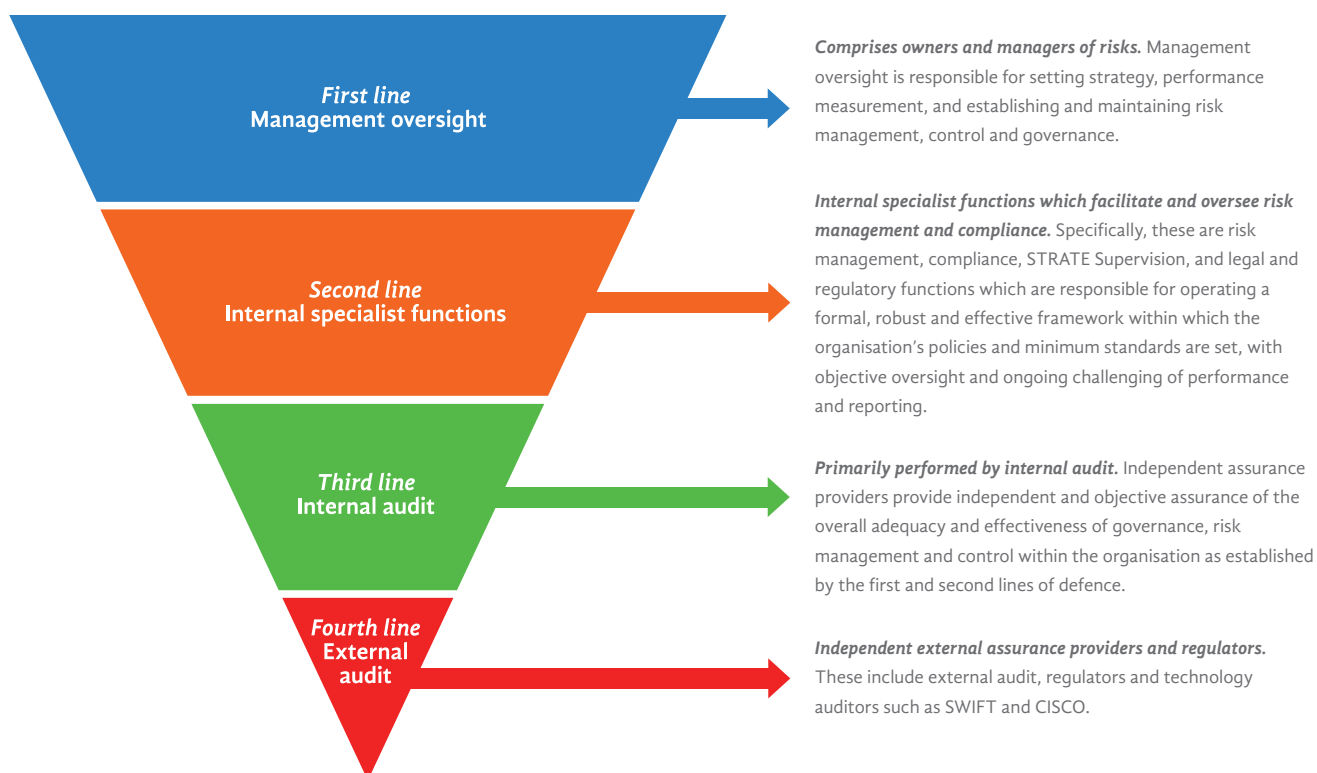 First line
Management oversight
Comprises owners and managers of risks. Management
oversight is responsible for setting strategy, performance
measurement, and establishing and maintaining risk
management, control and governance.
Second line
Internal specialist functions
Internal specialist functions which facilitate and oversee risk
management and compliance. Specifically, these are risk
management, compliance, STRATE Supervision, and legal and
regulatory functions which are responsible for operating a
formal, robust and effective framework within which the
organisation’s policies and minimum standards are set, with
objective oversight and ongoing challenging of performance
and reporting.
Third line
Internal audit
Primarily performed by internal audit. Independent assurance
providers provide independent and objective assurance of the
overall adequacy and effectiveness of governance, risk
management and control within the organisation as established
by the first and second lines of defence.
Fourth line
External
audit
Independent external assurance providers and regulators.
These include external audit, regulators and technology
auditors such as SWIFT and CISCO.